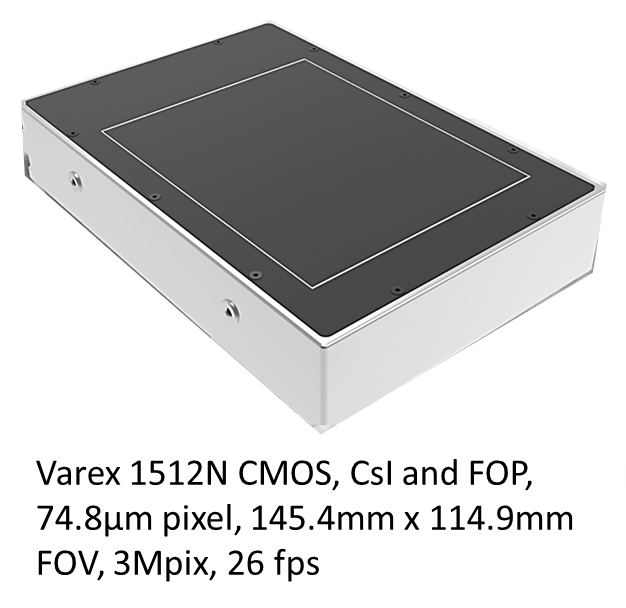 Varex 1512N CMOS, CsI and FOP,
74.8µm pixel, 145.4mm x 114.9mm
FOV, 3Mpix, 26 fps